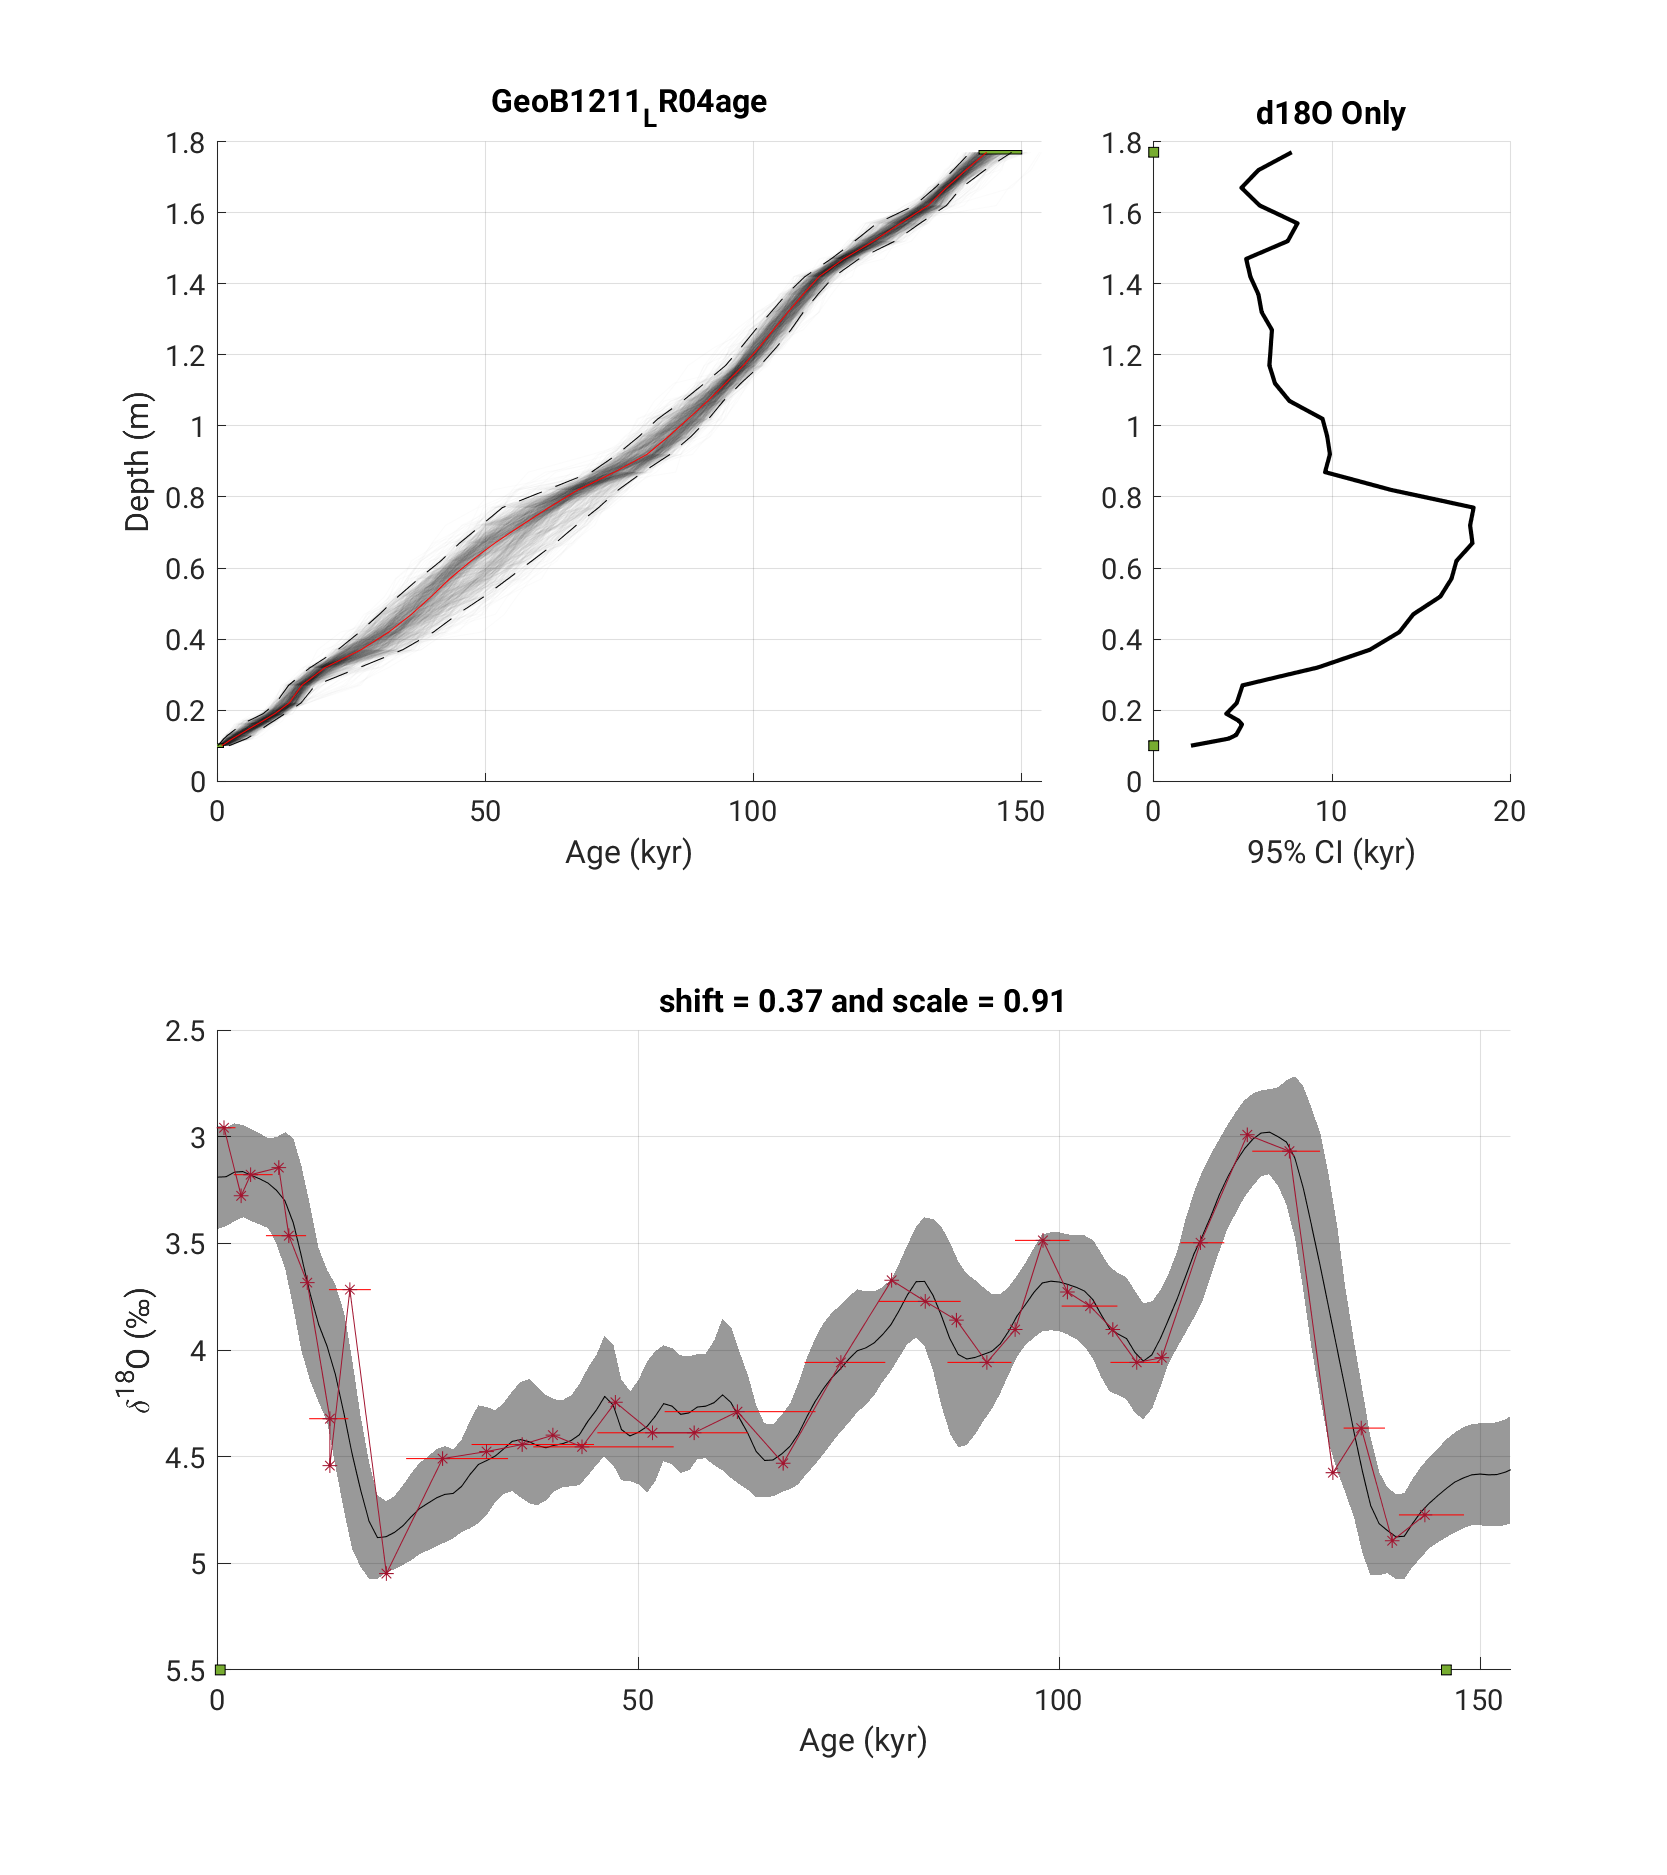 GeoB1211_LR04age
d18O Only
1.8
1.6
1.4
1.2
1
0.8
0.6
0.4
0.2
0
0 50 100 150
Age (kyr)
Depth (m)
1.8
1.6
1.4
1.2
1
0.8
0.6
0.4
0.2
0
0 10 20
95% CI (kyr)
shift = 0.37 and scale = 0.91
2.5
3
3.5
4
4.5
5
5.5
0 50 100 150
Age (kyr)
δ18O (‰)